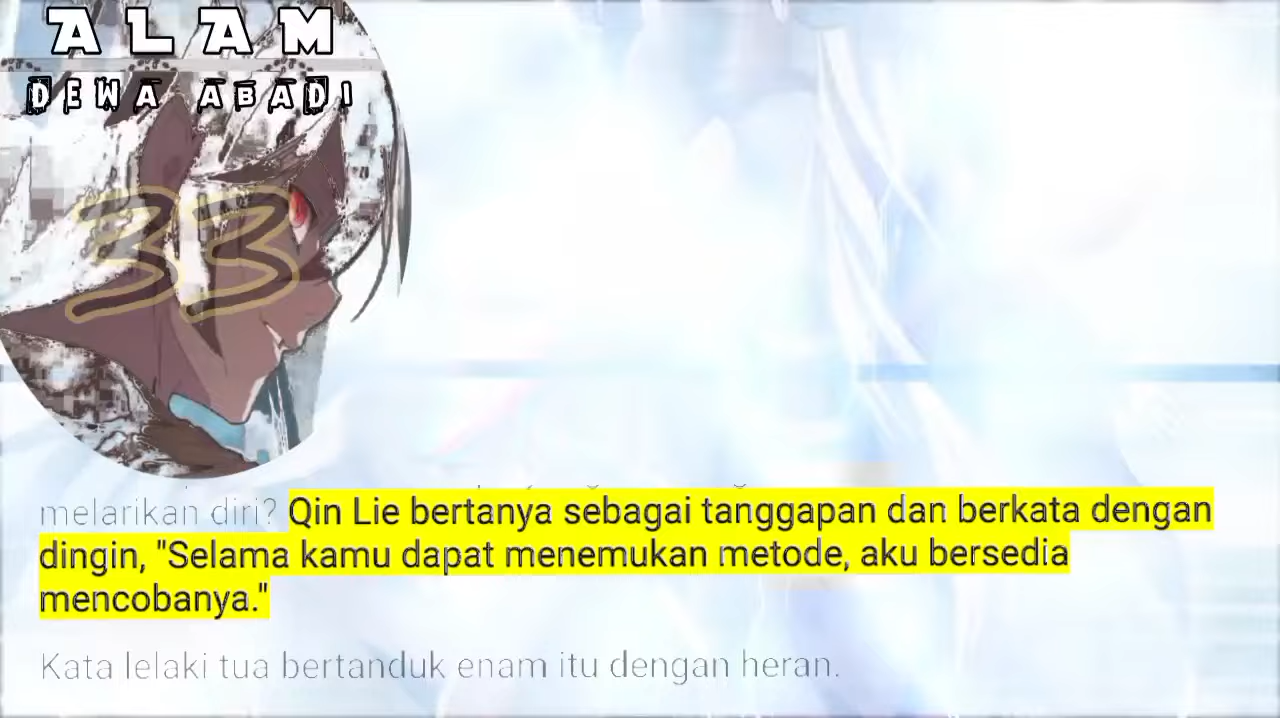 ALAM
DEWA ABADI
33
melarikan diri? Qin Lie bertanya sebagai tanggapan dan berkata dengan
dingin, "Selama kamu dapat menemukan metode, aku bersedia
mencobanya."
Kata lelaki tua bertanduk enam itu dengan heran.